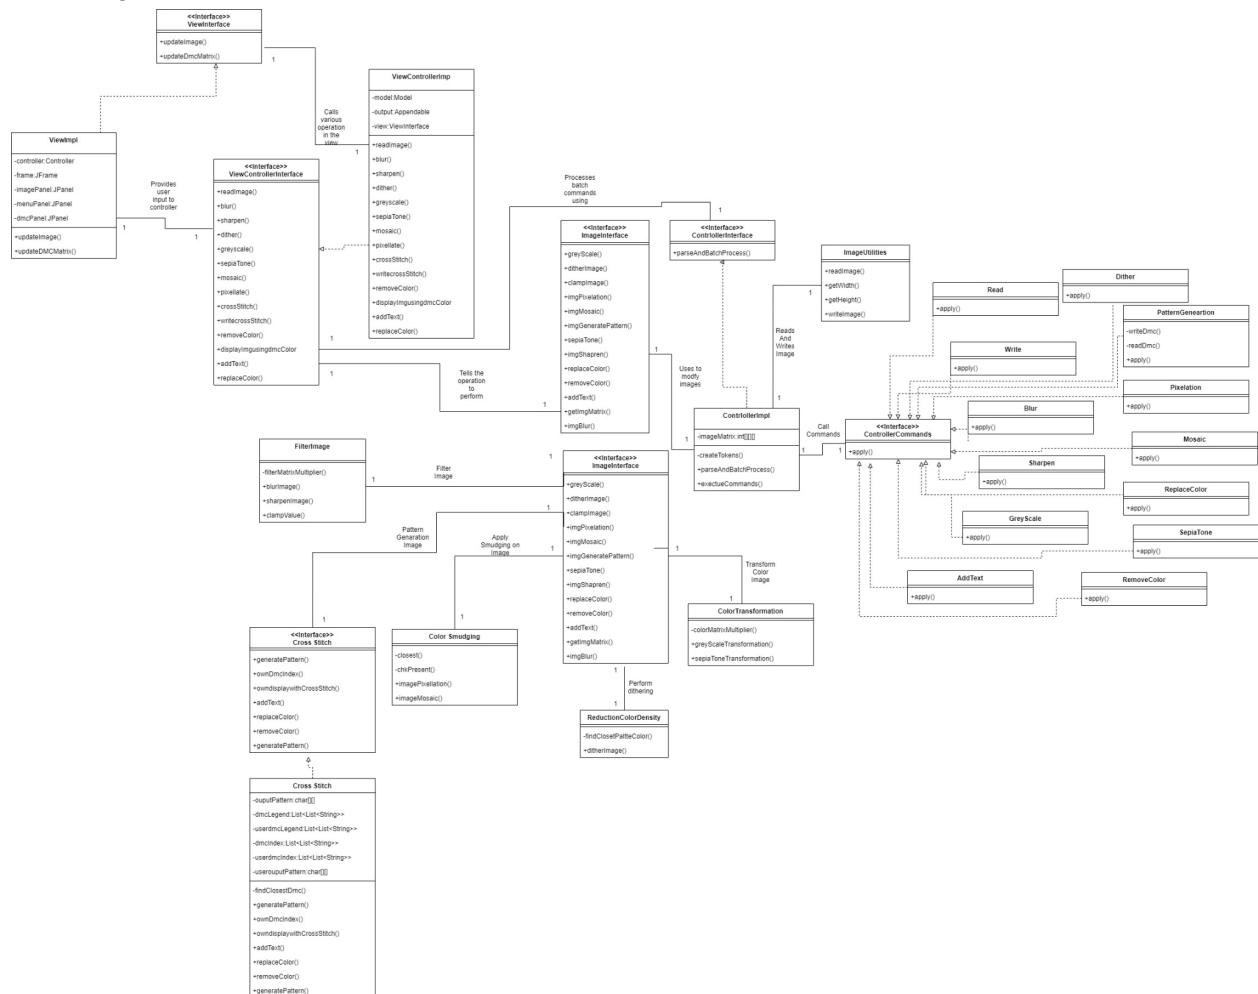 <<Interface>>
ViewInterface
+updateImage()
+updateDmcMatrix()
1
ViewControllerImp
-model:Model
-output:Appendable
-view:ViewInterface
+readImage()
+blur()
+sharpen()
+dither()
+greyscale()
+sepiaTone()
+mosaic()
+pixellate()
+crossStitch()
+writecrossStitch()
+removeColor()
+displayImgusingdmcColor
+addText()
+replaceColor()
Calls
various
operation
in the
view
1
ViewImpl
-controller:Controller
-frame:JFrame
-imagePanel:JPanel
-menuPanel:JPanel
-dmcPanel:JPanel
+updateImage()
+updateDMCMatrix()
Provides
user
input to
controller
1
1
<<Interface>>
ViewControllerInterface
+readImage()
+blur()
+sharpen()
+dither()
+greyscale()
+sepiaTone()
+mosaic()
+pixellate()
+crossStitch()
+writecrossStitch()
+removeColor()
+displayImgusingdmcColor
+addText()
+replaceColor()
1
1
Processes
batch
commands
using
1
Tells the
operation
to
perform
1
<<Interface>>
ImageInterface
+greyScale()
+ditherImage()
+clampImage()
+imgPixelation()
+imgMosaic()
+imgGeneratePattern()
+sepiaTone()
+imgShapren()
+replaceColor()
+removeColor()
+addText()
+getImgMatrix()
+imgBlur()
1
Uses to
modfy
images
1
<<Interface>>
ContrlollerInterface
+parseAndBatchProcess()
ImageUtilities
+readImage()
+getWidth()
+getHeight()
+writeImage()
1
Reads
And
Writes
Image
1
ContrlollerImpl
-imageMatrix:int[][][]
-createTokens()
+parseAndBatchProcess()
+exectueCommands()
Call
Commands
1
1
<<Interface>>
ControllerCommands
+apply()
Read
+apply()
Dither
+apply()
PatternGeneartion
-writeDmc()
-readDmc()
+apply()
Write
+apply()
Pixelation
+apply()
Blur
+apply()
Mosaic
+apply()
Sharpen
+apply()
ReplaceColor
+apply()
GreyScale
+apply()
SepiaTone
+apply()
AddText
+apply()
RemoveColor
+apply()
FilterImage
-filterMatrixMultiplier()
+blurImage()
+sharpenImage()
+clampValue()
1
Filter
Image
1
<<Interface>>
ImageInterface
+greyScale()
+ditherImage()
+clampImage()
+imgPixelation()
+imgMosaic()
+imgGeneratePattern()
+sepiaTone()
+imgShapren()
+replaceColor()
+removeColor()
+addText()
+getImgMatrix()
+imgBlur()
Pattern
Genaration
Image
1
1
Apply
Smudging on
Image
1
1
Transform
Color
Image
1
1
ColorTransformation
-colorMatrixMultiplier()
+greyScaleTransformation()
+sepiaToneTransformation()
<<Interface>>
Cross Stitch
+generatePattern()
+ownDmcIndex()
+owndisplaywithCrossStitch()
+addText()
+replaceColor()
+removeColor()
+generatePattern()
Color Smudging
-closest()
-chkPresent()
+imagePixellation()
+imageMosaic()
1
Perform
dithering
1
ReductionColorDensity
-findClosetPaltteColor()
+ditherImage()
Cross Stitch
-ouputPattern:char[][]
-dmcLegend:List<List<String>>
-userdmcLegend:List<List<String>>
-dmcIndex:List<List<String>>
-userdmcIndex:List<List<String>>
-userouputPattern:char[][]
-findClosestDmc()
+generatePattern()
+ownDmcIndex()
+owndisplaywithCrossStitch()
+addText()
+replaceColor()
+removeColor()
+generatePattern()